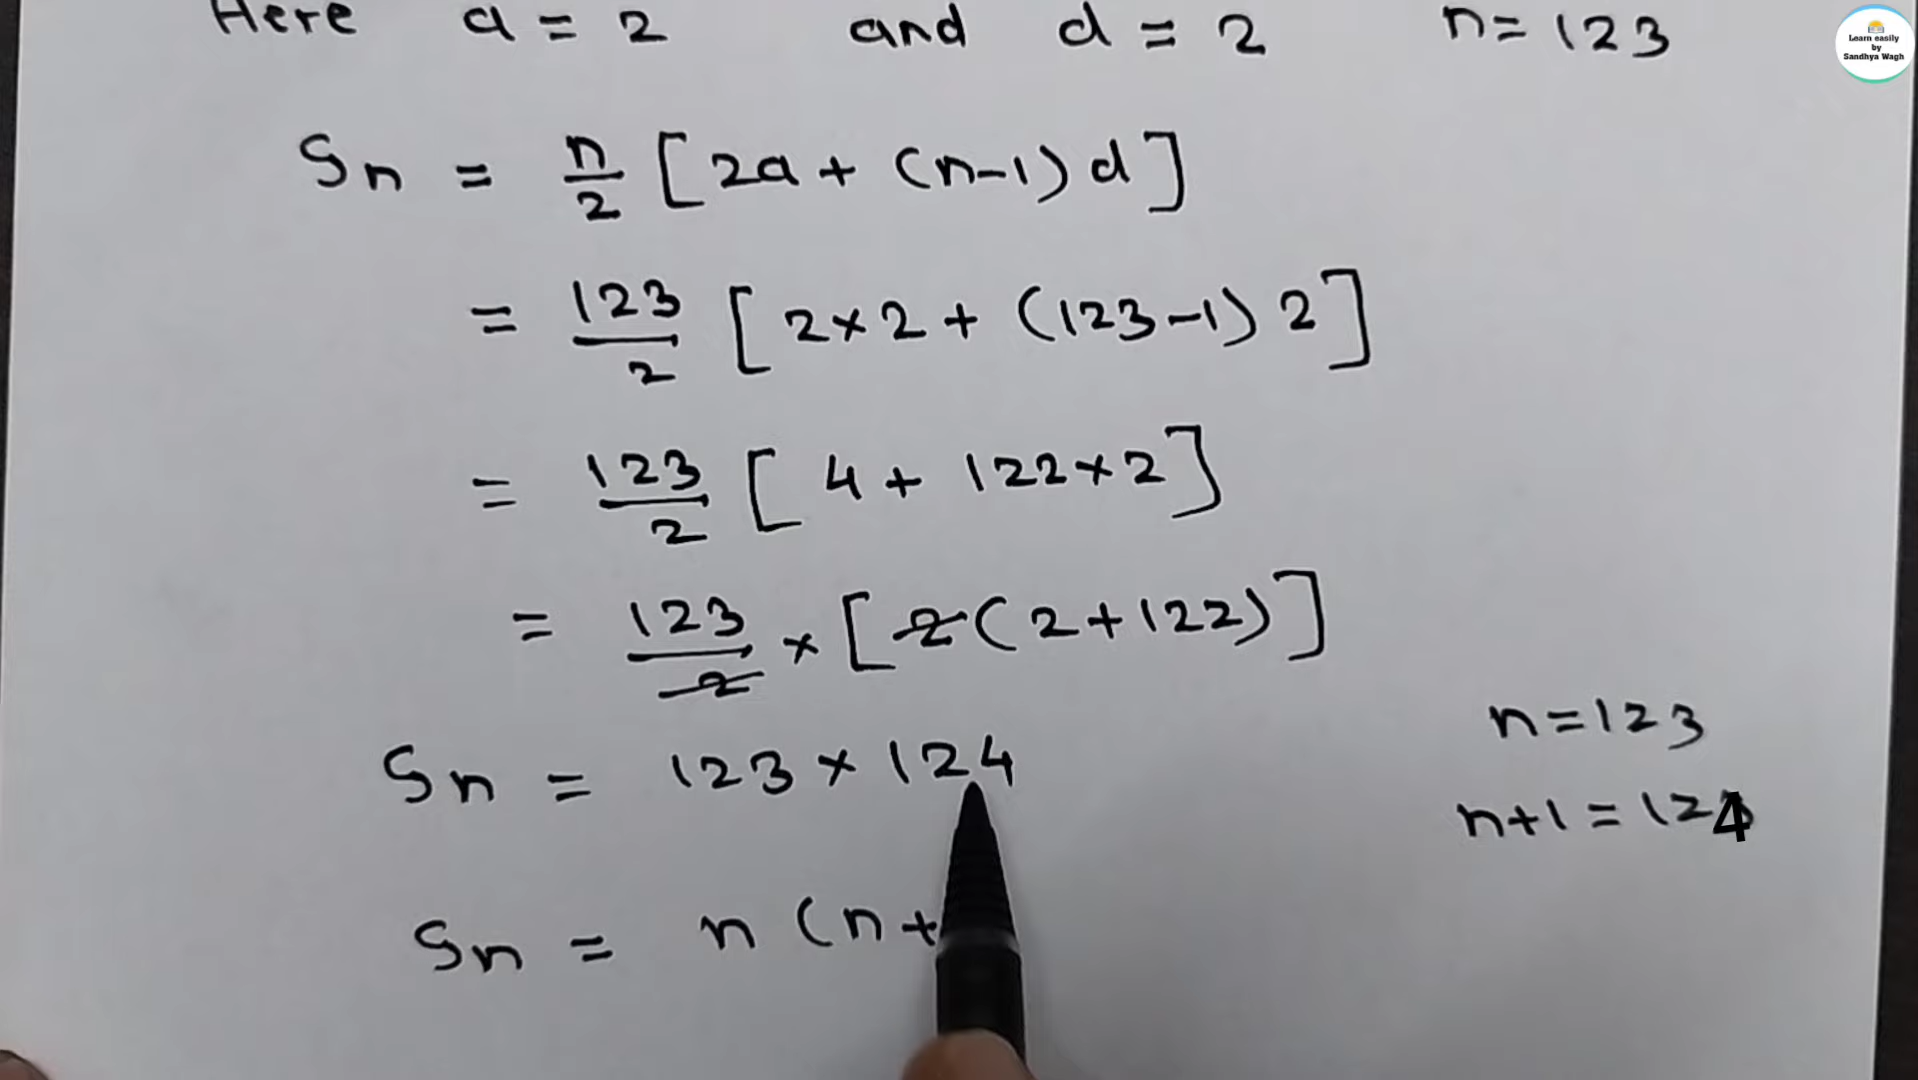 Here a = 2 and d = 2 n = 123
Learn easily
by
Sandhya Wagh
Sn = n/2 [2a + (n-1) d]
= 123/2 [2×2 + (123-1) 2]
= 123/2 [4 + 122×2]
= 123/2 × [2(2+122)]
n = 123
Sn = 123 × 124
n+1 = 124
Sn = n (n+